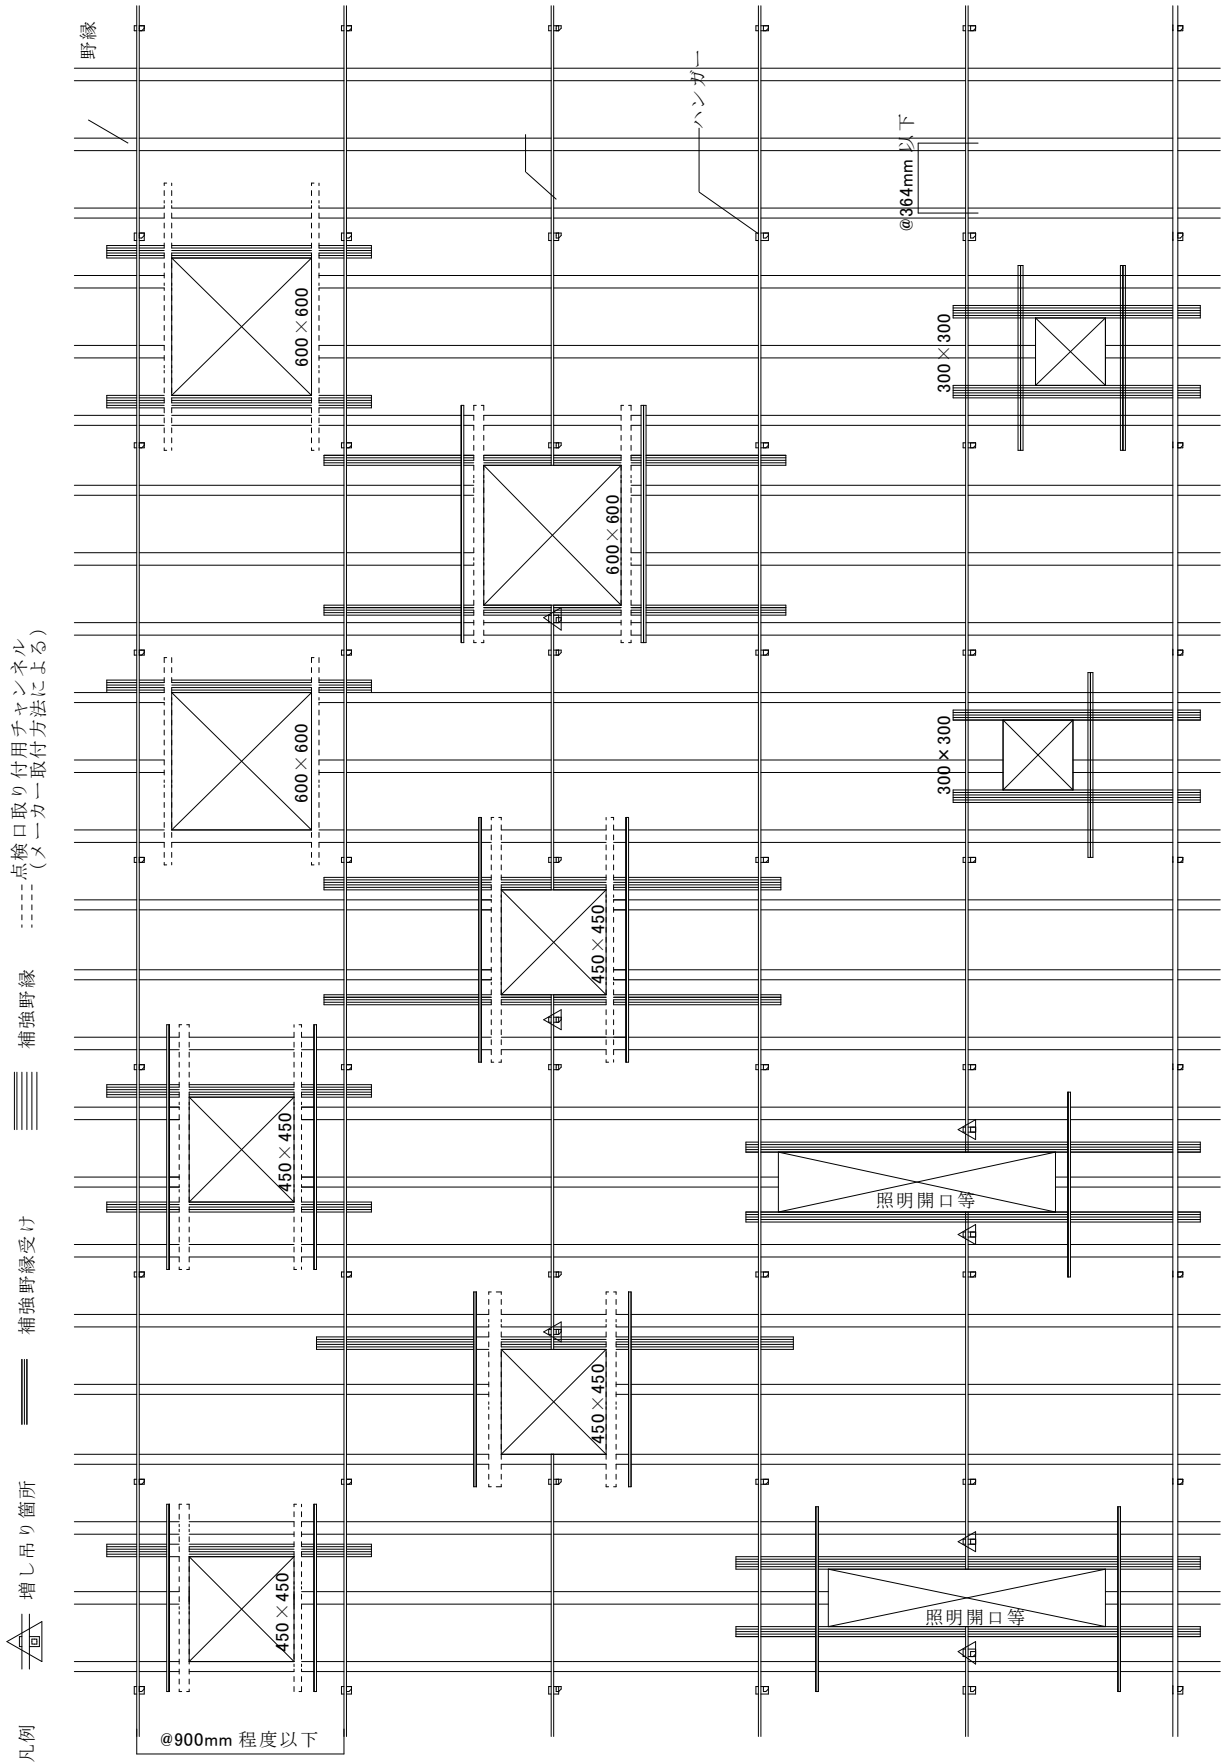 凡例
増し吊り箇所
補強野縁受け
補強野縁
点検口取り付用チャンネル
(メーカー取付方法による)
野縁
ハンガー
@364mm 以下
@900mm 程度以下
450×450
450×450
600×600
600×600
450×450
450×450
600×600
照明開口等
照明開口等
300×300
300×300